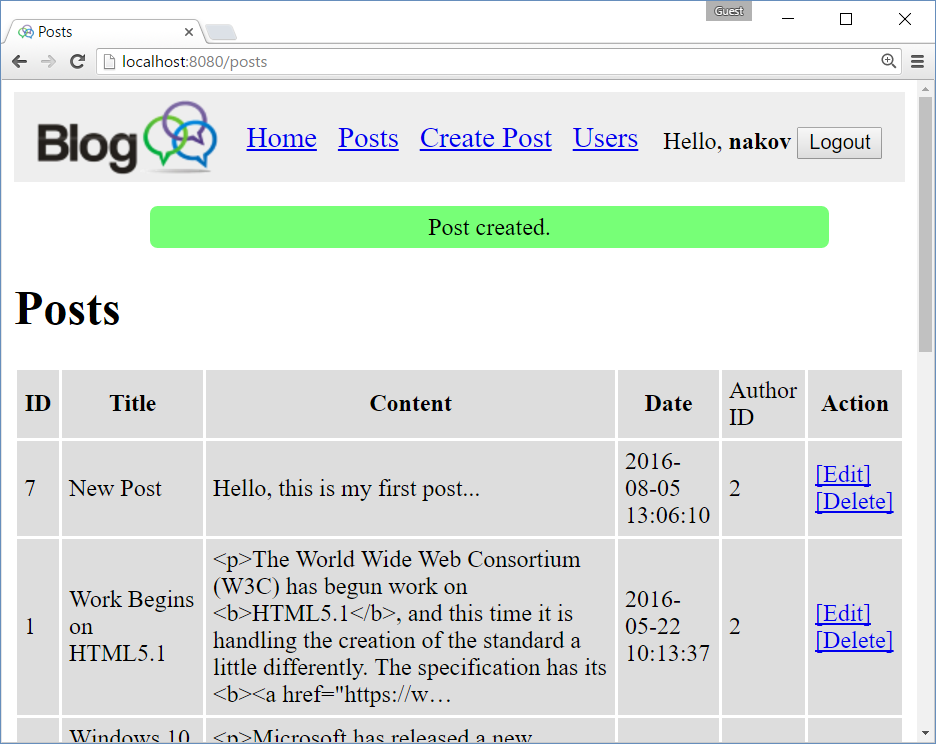 Guest
Posts
localhost:8080/posts
Blog Home Posts Create Post Users Hello, nakov Logout
Post created.
Posts
ID Title Content Date Author
ID Action
7 New Post Hello, this is my first post... 2016-
08-05
13:06:10 2 [Edit]
[Delete]
1 Work Begins
on
HTML5.1 <p>The World Wide Web Consortium
(W3C) has begun work on
<b>HTML5.1</b>, and this time it is
handling the creation of the standard a
little differently. The specification has its
<b><a href="https://w… 2016-
05-22
10:13:37 2 [Edit]
[Delete]
Windows 10 <p>Microsoft has released a new